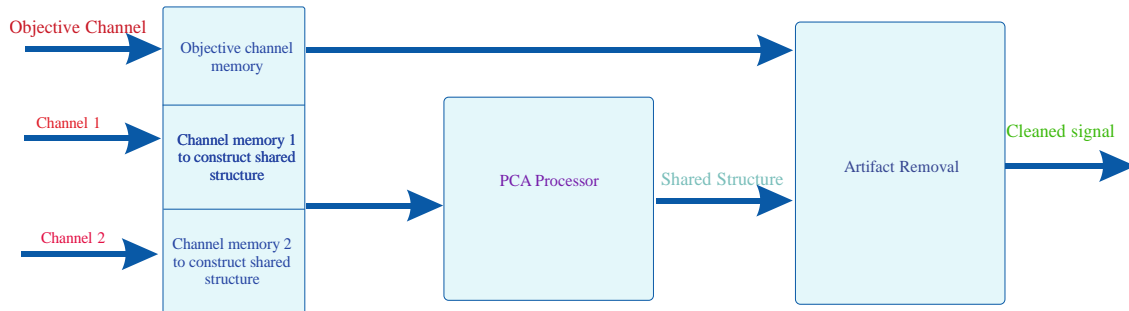 Objective Channel
Objective channel
memory
Channel 1
Channel memory 1
to construct shared
structure
Channel 2
Channel memory 2
to construct shared
structure
PCA Processor
Shared Structure
Artifact Removal
Cleaned signal